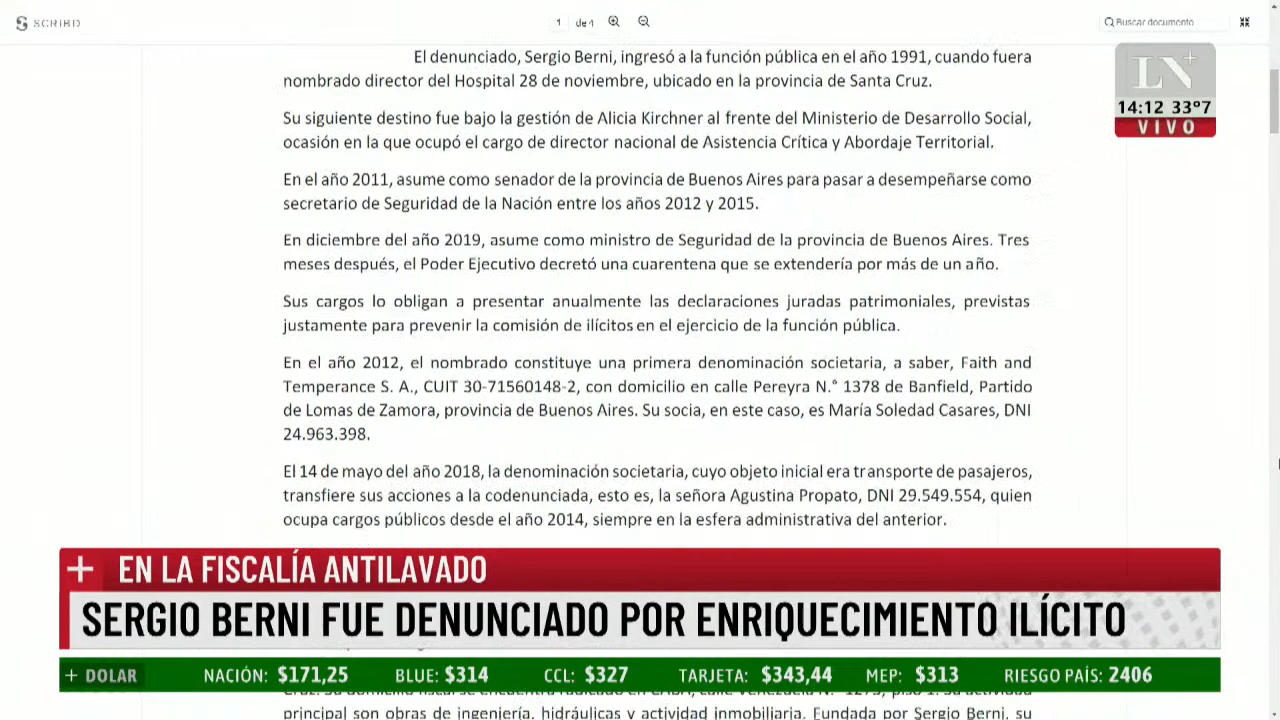 SCRIBD
1 de 4
Buscar documento
El denunciado, Sergio Berni, ingresó a la función pública en el año 1991, cuando fuera
nombrado director del Hospital 28 de noviembre, ubicado en la provincia de Santa Cruz.
LN+
14:12 33º7
VIVO
Su siguiente destino fue bajo la gestión de Alicia Kirchner al frente del Ministerio de Desarrollo Social,
ocasión en la que ocupó el cargo de director nacional de Asistencia Crítica y Abordaje Territorial.
En el año 2011, asume como senador de la provincia de Buenos Aires para pasar a desempeñarse como
secretario de Seguridad de la Nación entre los años 2012 y 2015.
En diciembre del año 2019, asume como ministro de Seguridad de la provincia de Buenos Aires. Tres
meses después, el Poder Ejecutivo decretó una cuarentena que se extendería por más de un año.
Sus cargos lo obligan a presentar anualmente las declaraciones juradas patrimoniales, previstas
justamente para prevenir la comisión de ilícitos en el ejercicio de la función pública.
En el año 2012, el nombrado constituye una primera denominación societaria, a saber, Faith and
Temperance S. A., CUIT 30-71560148-2, con domicilio en calle Pereyra N.° 1378 de Banfield, Partido
de Lomas de Zamora, provincia de Buenos Aires. Su socia, en este caso, es María Soledad Casares, DNI
24.963.398.
El 14 de mayo del año 2018, la denominación societaria, cuyo objeto inicial era transporte de pasajeros,
transfiere sus acciones a la codenunciada, esto es, la señora Agustina Propato, DNI 29.549.554, quien
ocupa cargos públicos desde el año 2014, siempre en la esfera administrativa del anterior.
+ EN LA FISCALÍA ANTILAVADO
SERGIO BERNI FUE DENUNCIADO POR ENRIQUECIMIENTO ILÍCITO
+ DOLAR NACIÓN: $171,25 BLUE: $314 CCL: $327 TARJETA: $343,44 MEP: $313 RIESGO PAÍS: 2406
principal son obras de ingeniería, hidráulicas y actividad inmobiliaria. Fundada por Sergio Berni, su